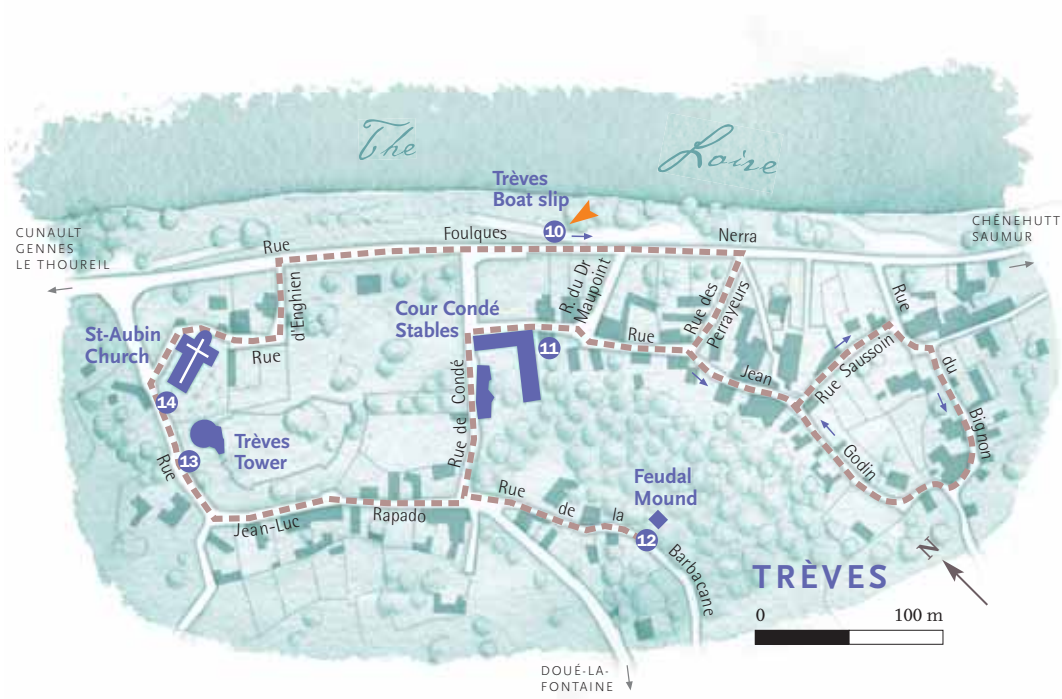 The Loire
Trèves
Boat slip
10
CUNAULT
GENNES
LE THOUREIL
CHÊNEHUTT
SAUMUR
Rue Foulques Nerra
Rue d'Enghien
R. du Dr
Maupoint
Cour Condé
Stables
11
Rue des
Perrayeurs
Rue Jean Godin
Rue Saussoin
Rue du Bignon
St-Aubin
Church
14
Rue de Condé
Trèves
Tower
13
Rue Jean-Luc Rapado
Feudal
Mound
12
Rue de la Barbacane
TRÈVES
N
0 100 m
DOUÉ-LA-
FONTAINE